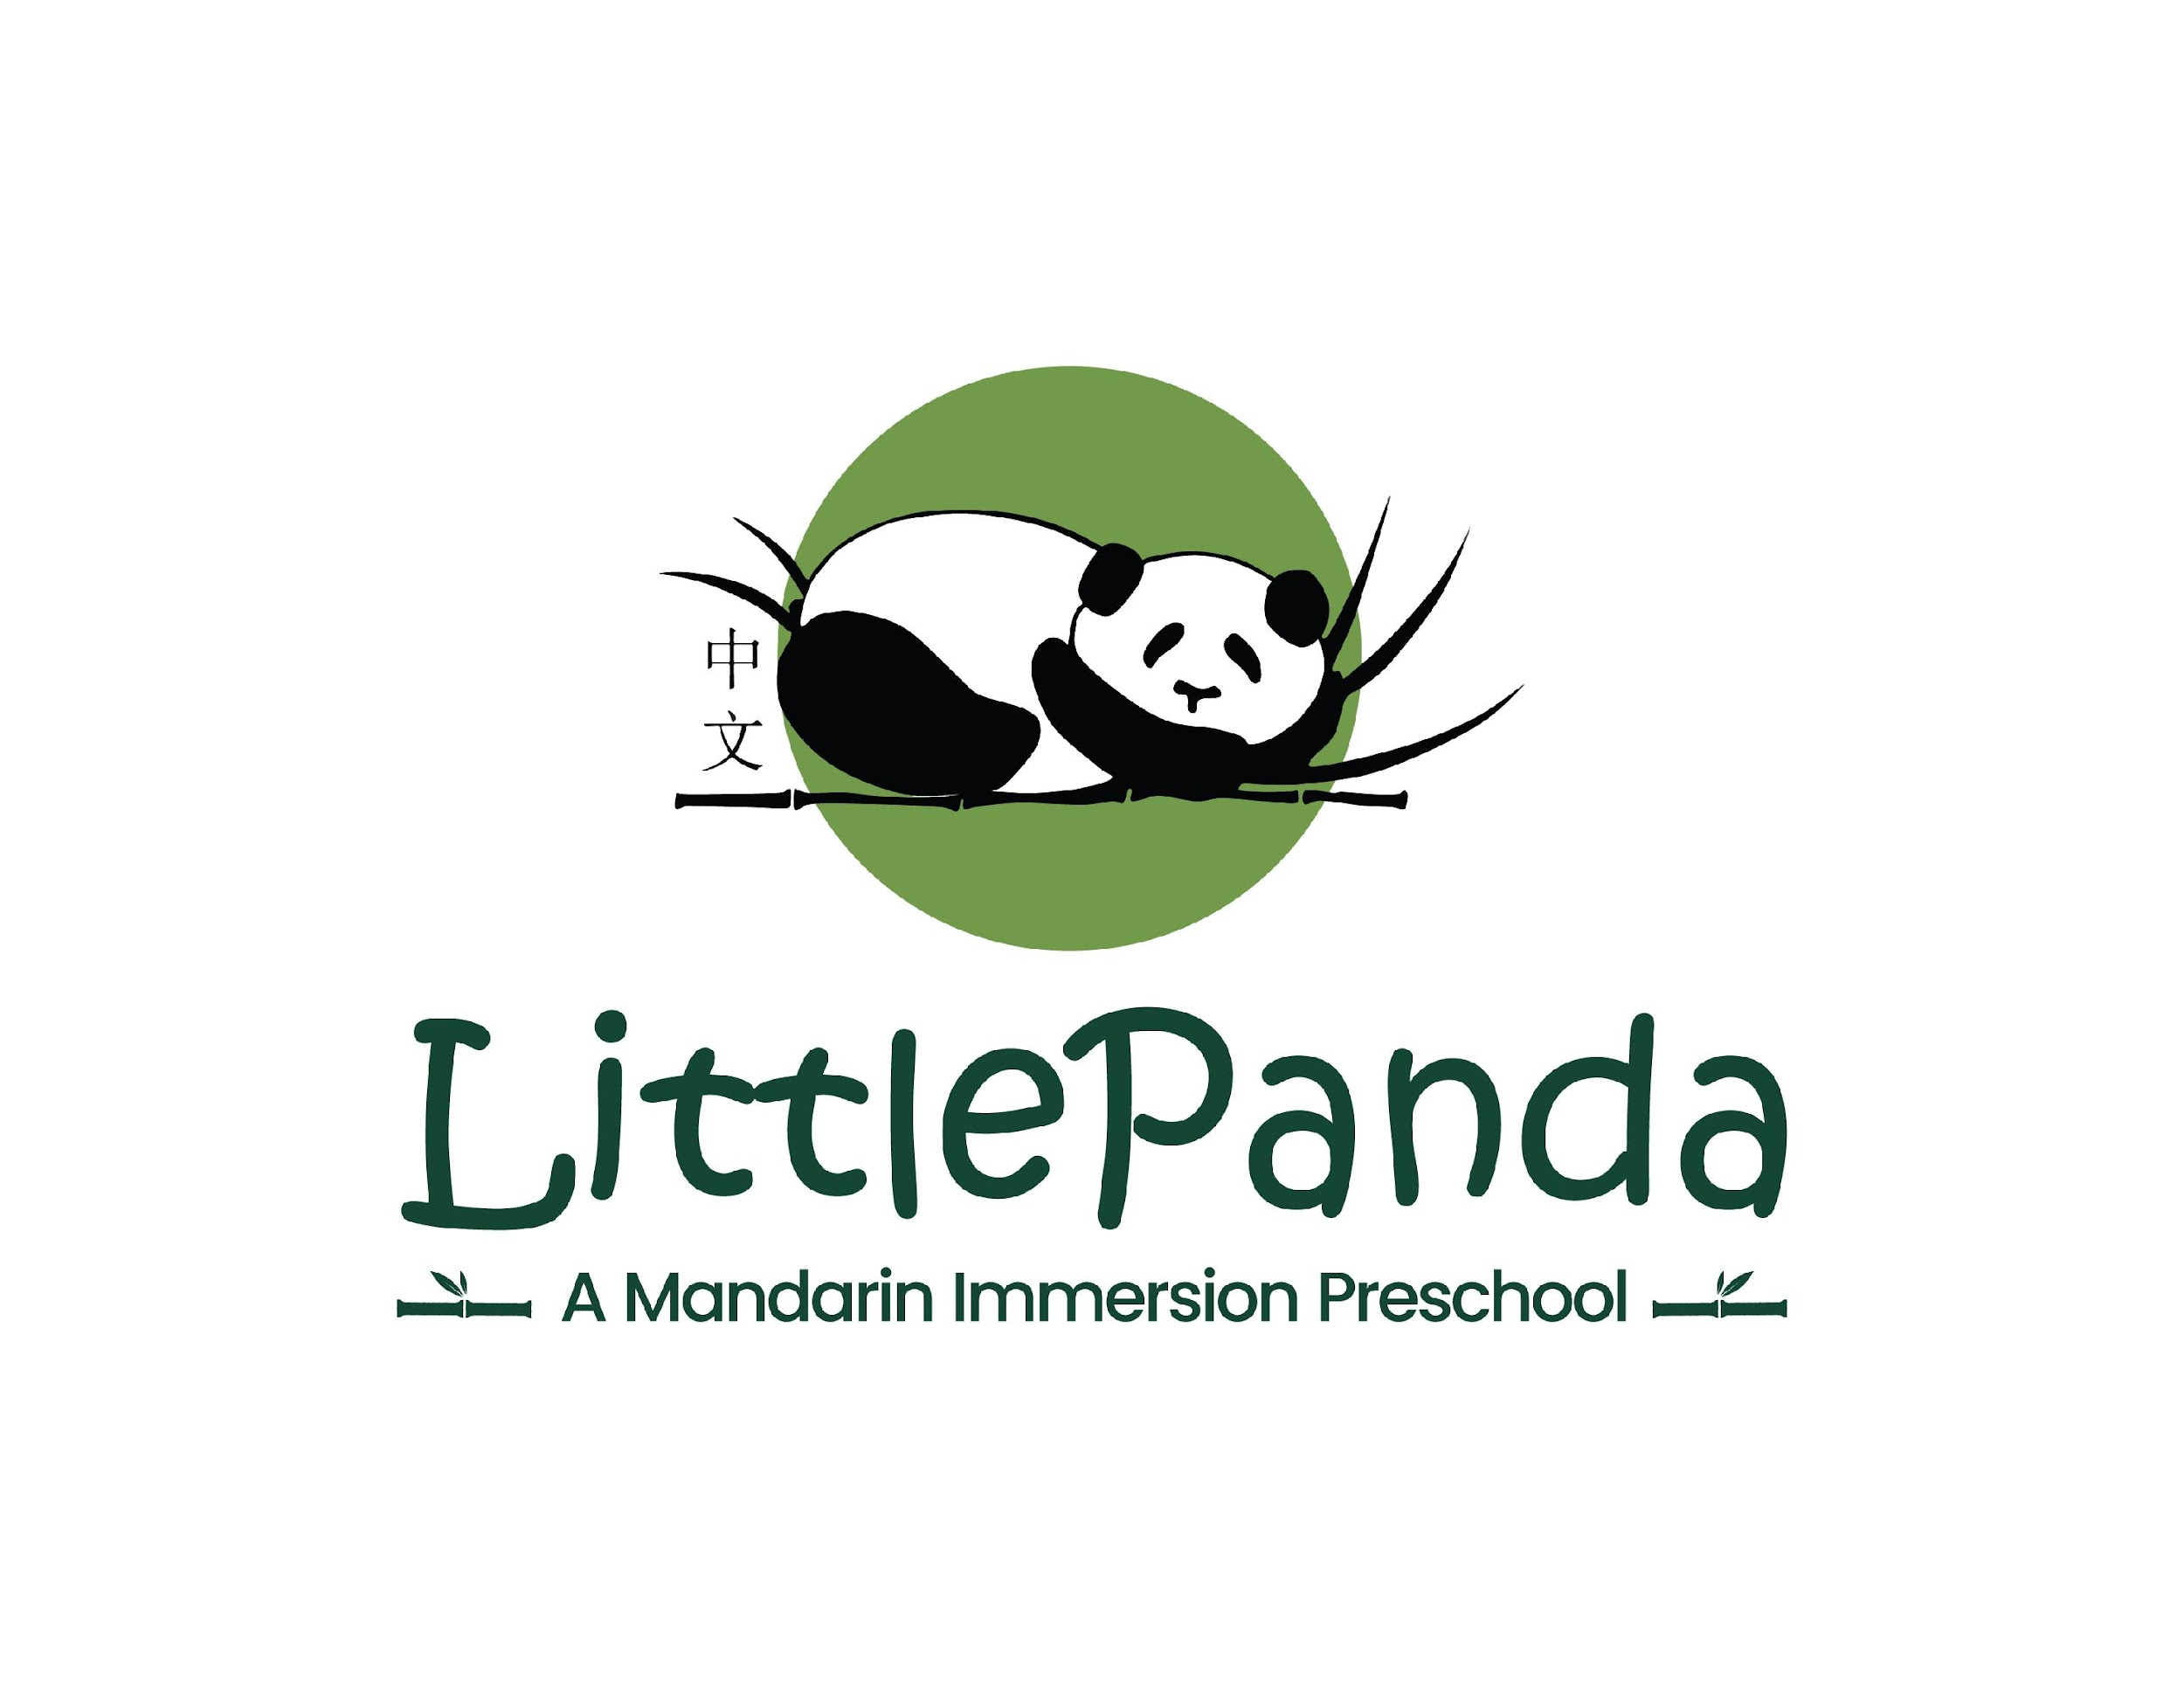 中文
LittlePanda
A Mandarin Immersion Preschool